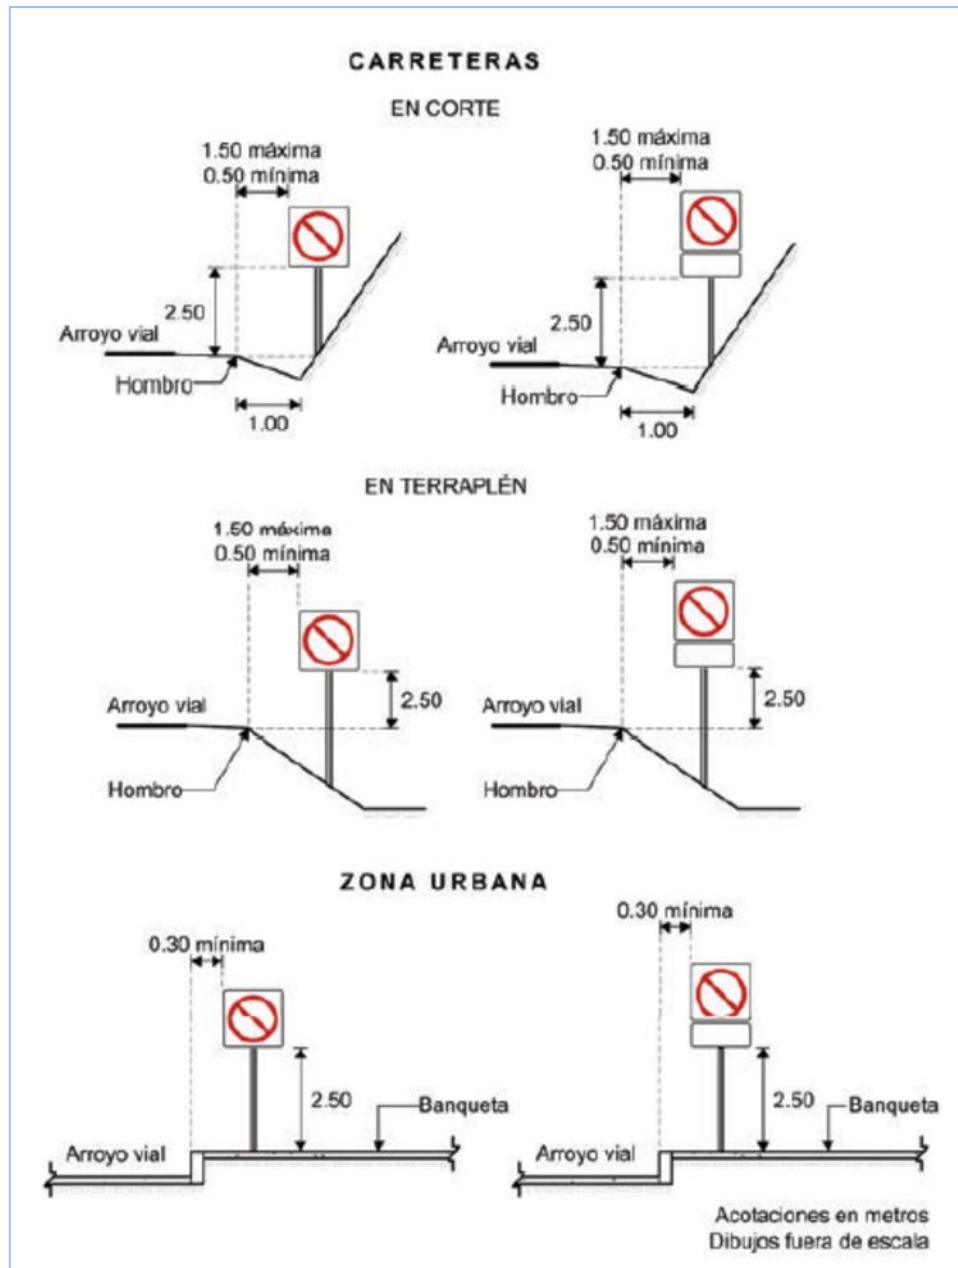 CARRETERAS
EN CORTE
1.50 máxima
0.50 mínima
2.50
Arroyo vial
Hombro
1.00
1.50 máxima
0.50 mínima
2.50
Arroyo vial
Hombro
1.00
EN TERRAPLÉN
1.50 máxima
0.50 mínima
Arroyo vial
2.50
Hombro
1.50 máxima
0.50 mínima
Arroyo vial
2.50
Hombro
ZONA URBANA
0.30 mínima
2.50
Banqueta
Arroyo vial
0.30 mínima
2.50
Banqueta
Arroyo vial
Acotaciones en metros
Dibujos fuera de escala